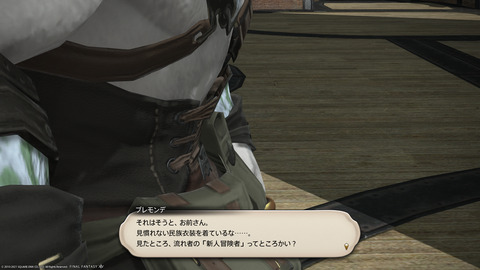 ブレモンデ
それはそうと、お前さん。
見慣れない民族衣装を着ているな……。
見たところ、流れ者の「新人冒険者」ってところかい？
FINAL FANTASY